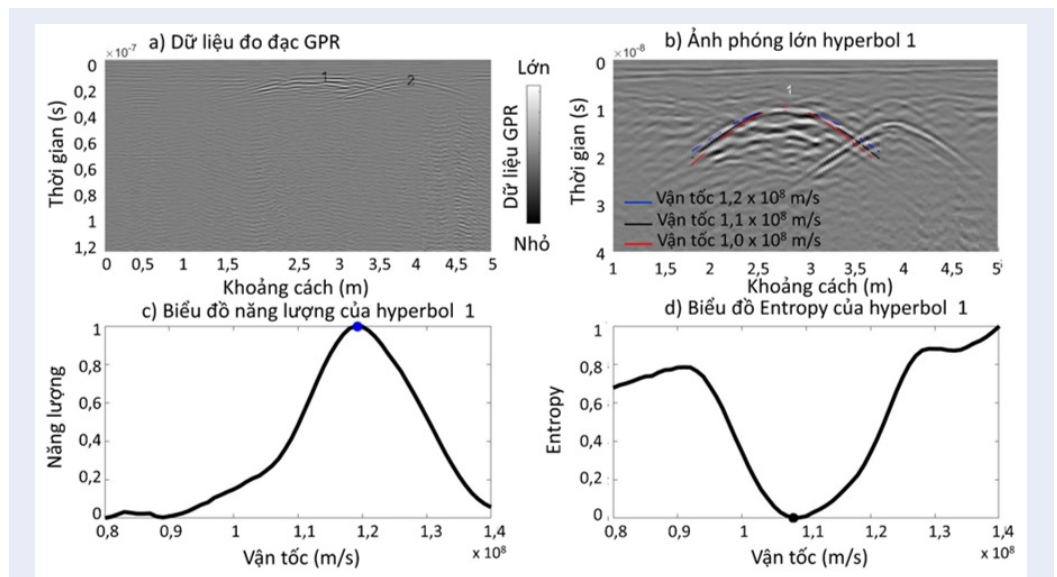 a) Dữ liệu đo đạc GPR
×10⁻⁷
0
0,2
0,4
0,6
0,8
1
1,2
Thời gian (s)
1
2
0 0,5 1 1,5 2 2,5 3 3,5 4 4,5 5
Khoảng cách (m)
Lớn
Dữ liệu GPR
Nhỏ
b) Ảnh phóng lớn hyperbol 1
×10⁻⁸
0
1
2
3
4
Thời gian (s)
1
Vận tốc 1,2 x 10⁸ m/s
Vận tốc 1,1 x 10⁸ m/s
Vận tốc 1,0 x 10⁸ m/s
1 1,5 2 2,5 3 3,5 4 4,5 5
Khoảng cách (m)
c) Biểu đồ năng lượng của hyperbol 1
1
0,8
0,6
0,4
0,2
0
Năng lượng
0,8 0,9 1 1,1 1,2 1,3 1,4
Vận tốc (m/s)
x 10⁸
d) Biểu đồ Entropy của hyperbol 1
1
0,8
0,6
0,4
0,2
0
Entropy
0,8 0,9 1 1,1 1,2 1,3 1,4
Vận tốc (m/s)
x 10⁸